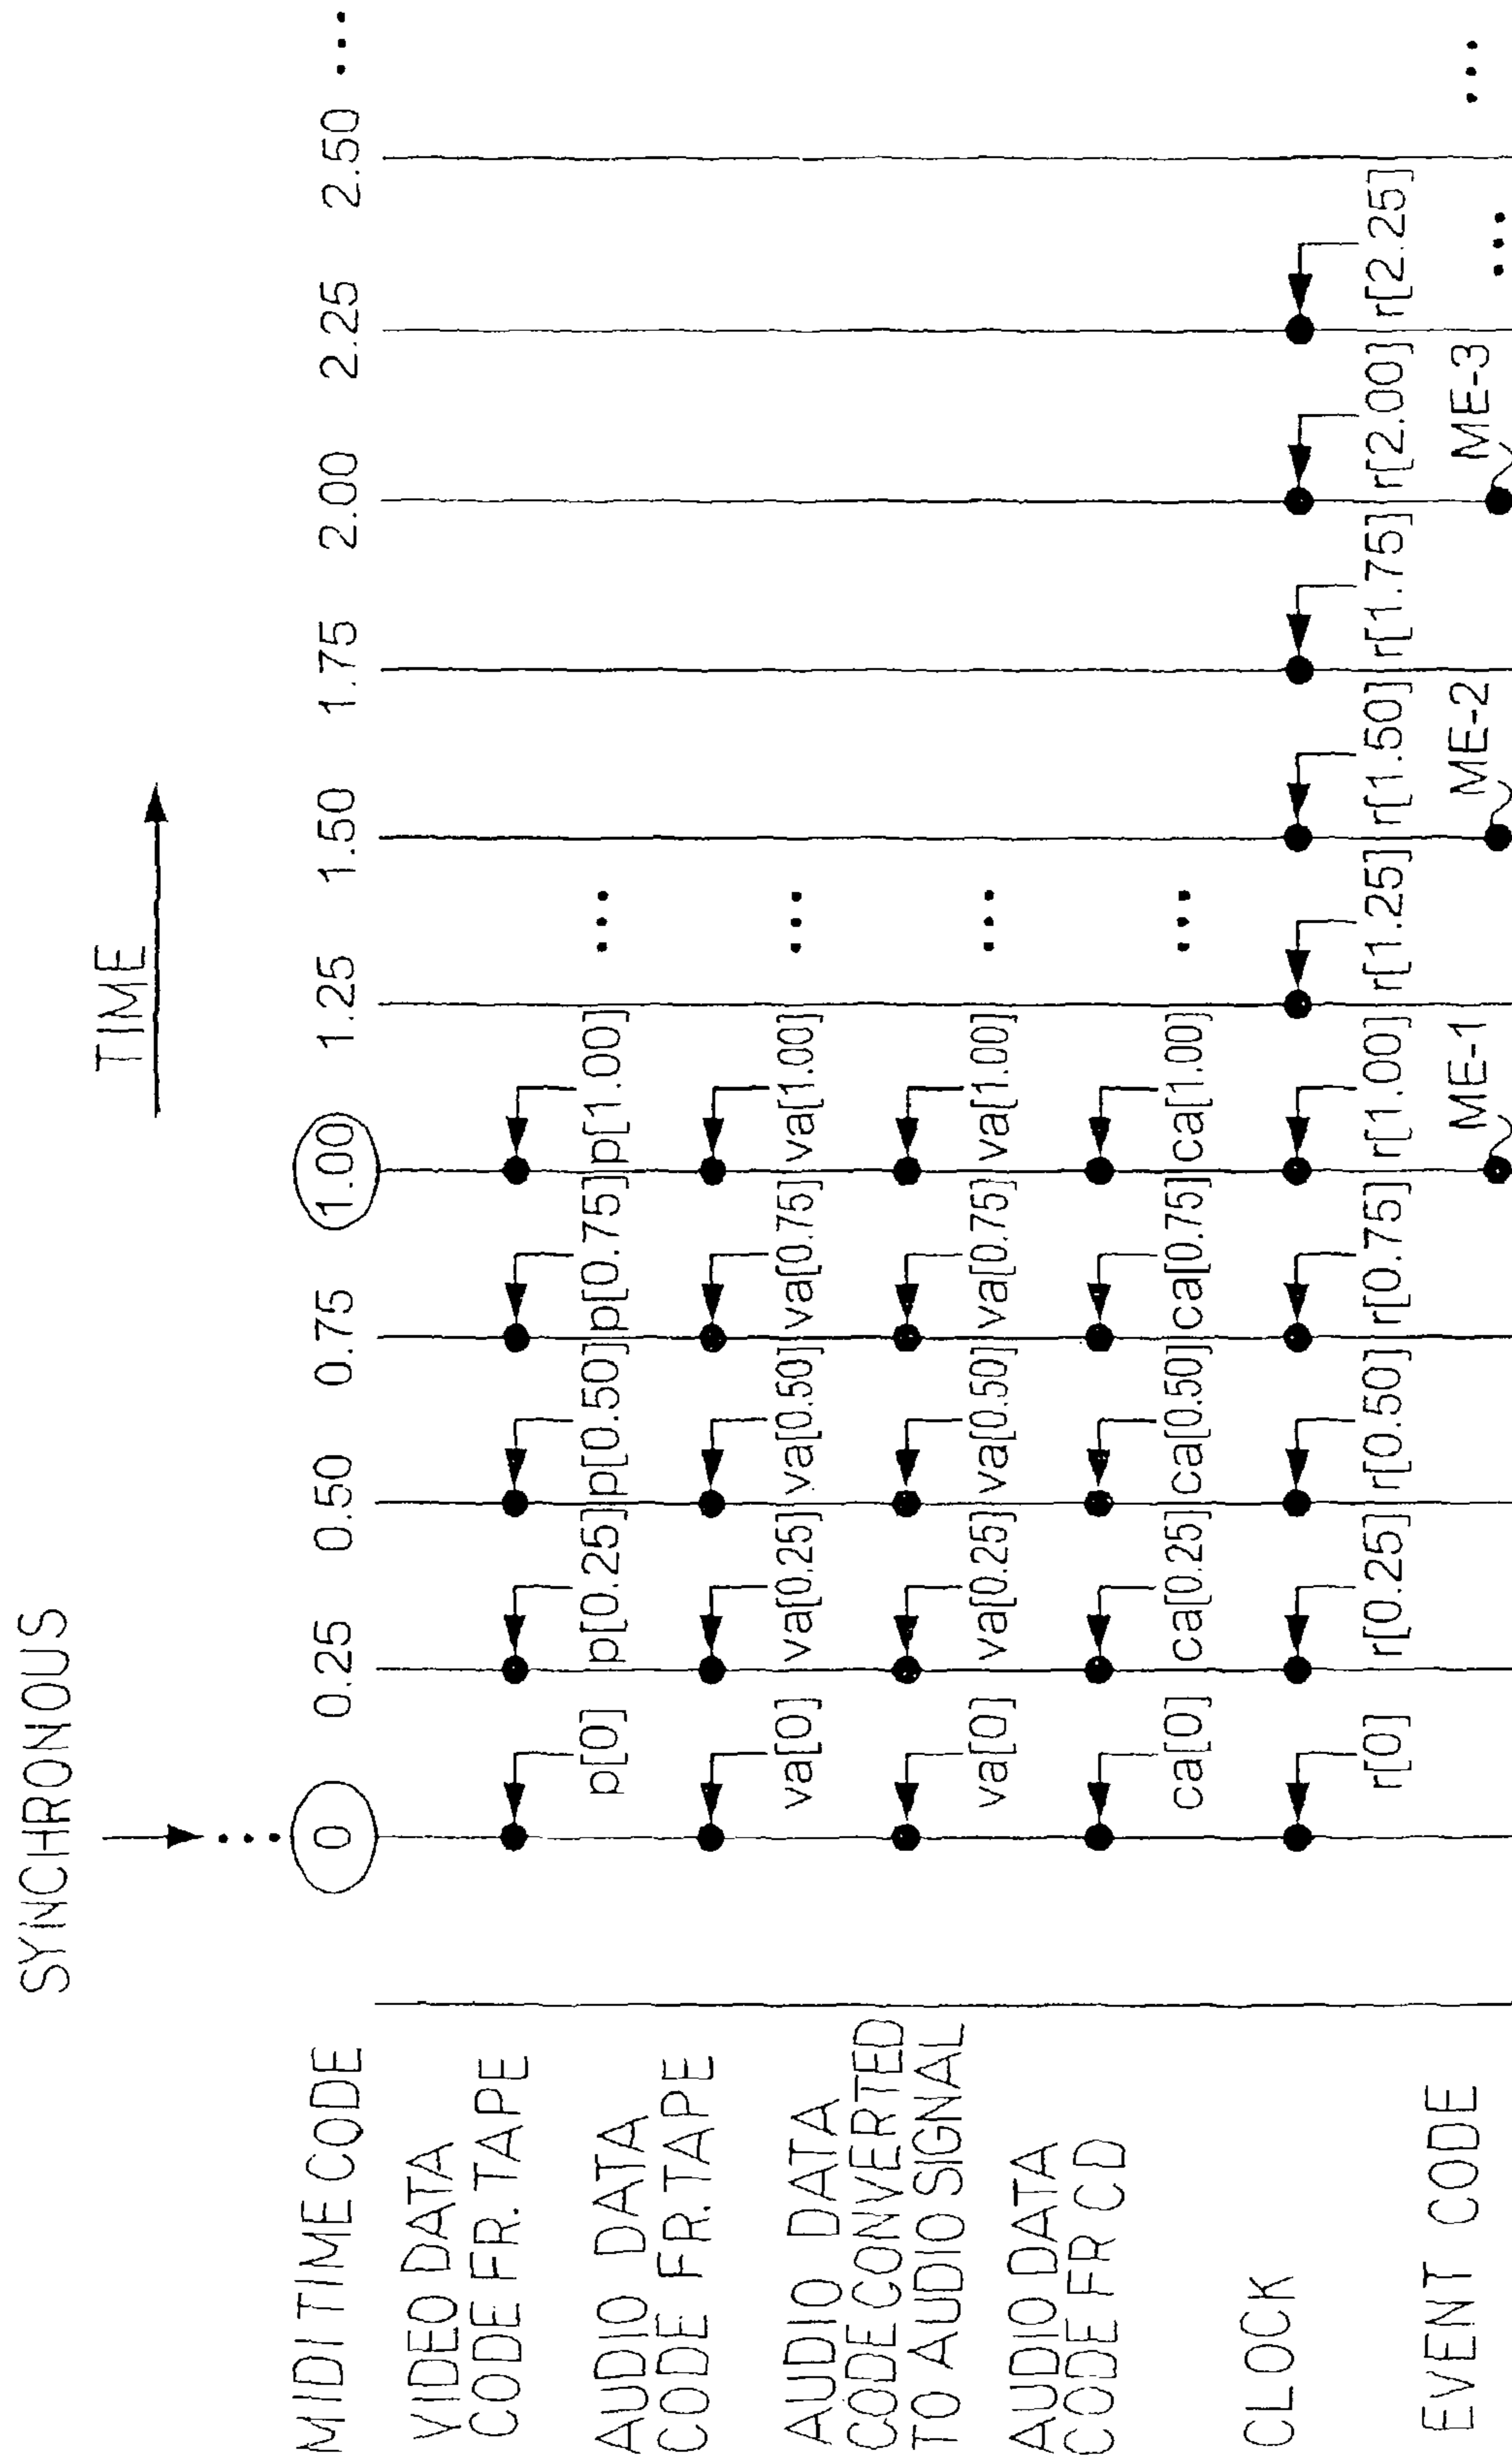 SYNCHRONOUS
TIME
MIDI TIME CODE 0 0.25 0.50 0.75 1.00 1.25 1.50 1.75 2.00 2.25 2.50 ...
VIDEO DATA
CODE FR. TAPE
p[0] p[0.25] p[0.50] p[0.75] p[1.00] ...
AUDIO DATA
CODE FR. TAPE
va[0] va[0.25] va[0.50] va[0.75] va[1.00] ...
AUDIO DATA
CODE CONVERTED
TO AUDIO SIGNAL
va[0] va[0.25] va[0.50] va[0.75] va[1.00] ...
AUDIO DATA
CODE FR CD
ca[0] ca[0.25] ca[0.50] ca[0.75] ca[1.00] ...
CLOCK
r[0] r[0.25] r[0.50] r[0.75] r[1.00] r[1.25] r[1.50] r[1.75] r[2.00] r[2.25] ...
EVENT CODE
ME-1 ME-2 ME-3 ...